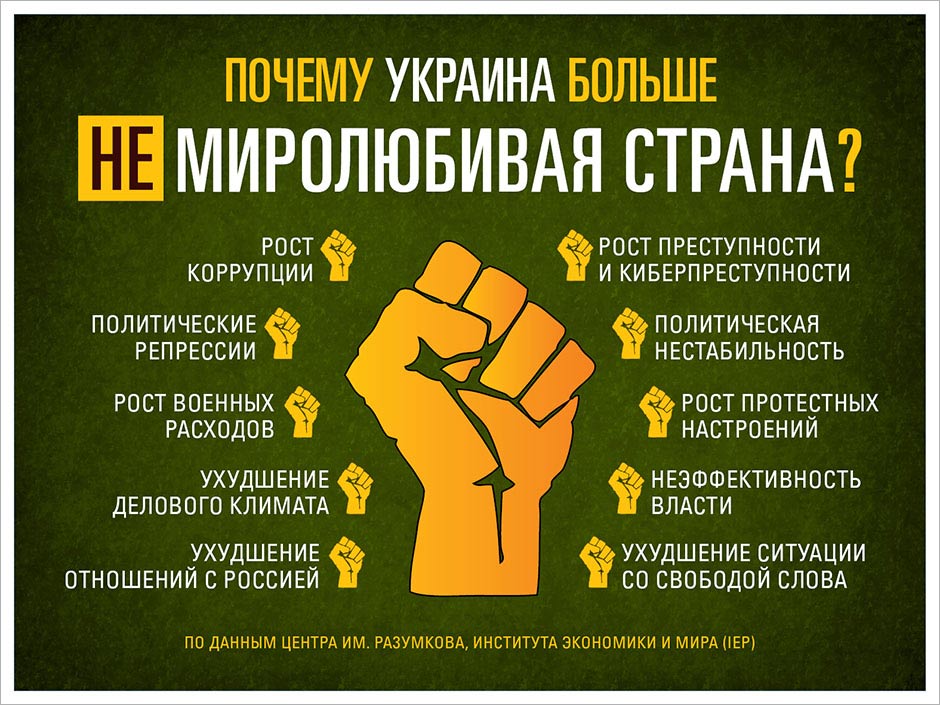 ПОЧЕМУ УКРАИНА БОЛЬШЕ
НЕ МИРОЛЮБИВАЯ СТРАНА?
РОСТ
КОРРУПЦИИ
ПОЛИТИЧЕСКИЕ
РЕПРЕССИИ
РОСТ ВОЕННЫХ
РАСХОДОВ
УХУДШЕНИЕ
ДЕЛОВОГО КЛИМАТА
УХУДШЕНИЕ
ОТНОШЕНИЙ С РОССИЕЙ
РОСТ ПРЕСТУПНОСТИ
И КИБЕРПРЕСТУПНОСТИ
ПОЛИТИЧЕСКАЯ
НЕСТАБИЛЬНОСТЬ
РОСТ ПРОТЕСТНЫХ
НАСТРОЕНИЙ
НЕЭФФЕКТИВНОСТЬ
ВЛАСТИ
УХУДШЕНИЕ СИТУАЦИИ
СО СВОБОДОЙ СЛОВА
ПО ДАННЫМ ЦЕНТРА ИМ. РАЗУМКОВА, ИНСТИТУТА ЭКОНОМИКИ И МИРА (IEP)